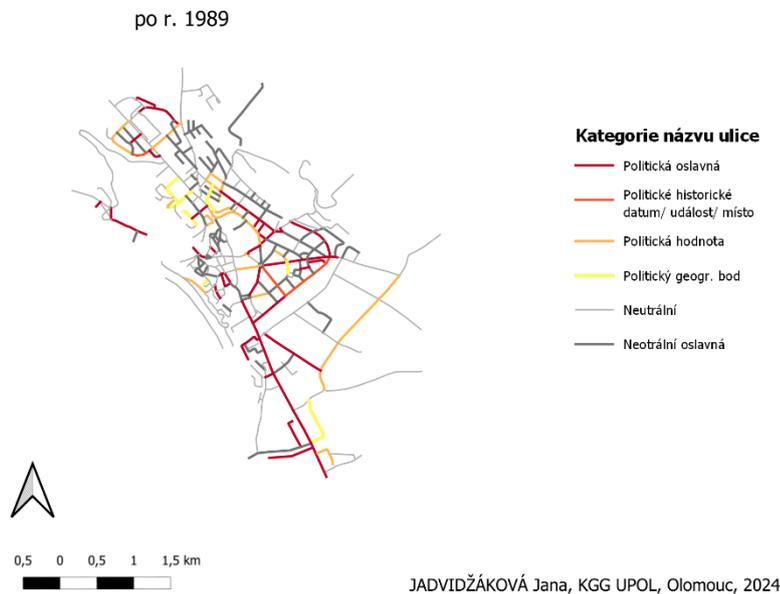 po r. 1989
Kategorie názvu ulice
Politická oslavná
Politické historické
datum/ událost/ místo
Politická hodnota
Politický geogr. bod
Neutrální
Neotrální oslavná
0,5 0 0,5 1 1,5 km
JADVIDŽÁKOVÁ Jana, KGG UPOL, Olomouc, 2024